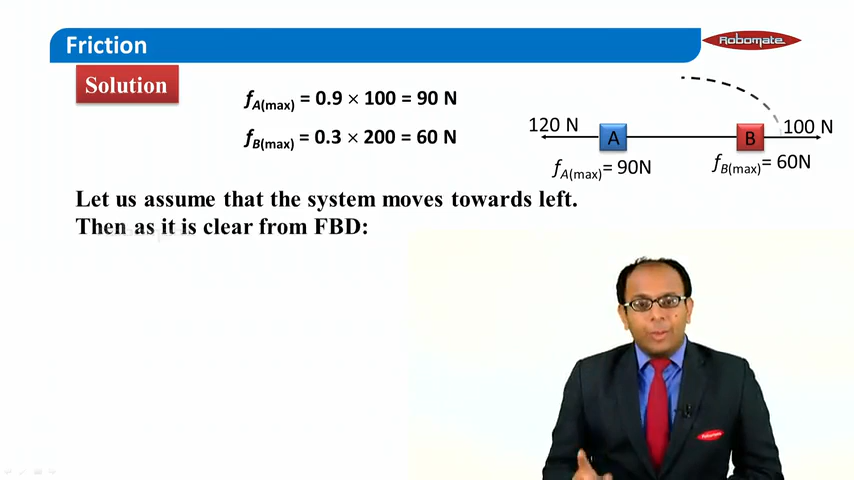 Friction
Robomate
Solution
fA(max) = 0.9 × 100 = 90 N
fB(max) = 0.3 × 200 = 60 N
120 N
A
B
100 N
fA(max)= 90N
fB(max)= 60N
Let us assume that the system moves towards left.
Then as it is clear from FBD:
Robomate